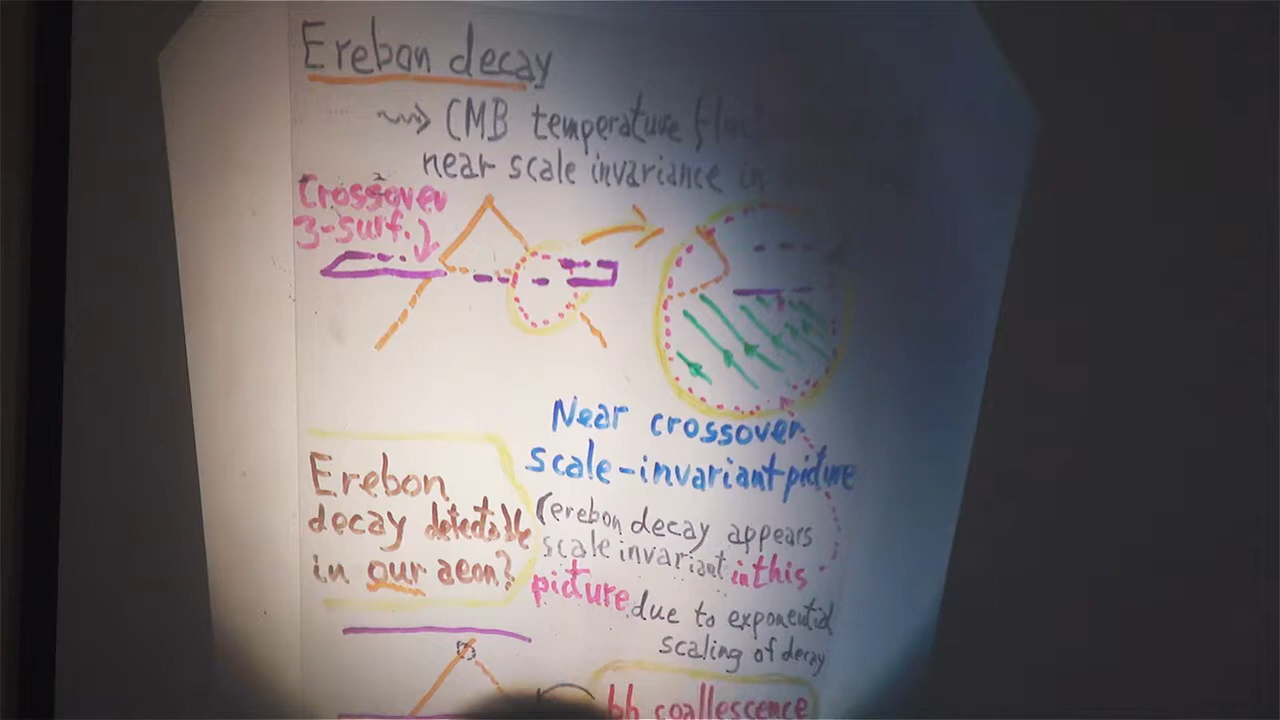 Erebon decay
CMB temperature
near scale invariance in
Crossover
3-surf.
Near crossover
scale-invariant picture
Erebon
decay detectable
in our aeon?
(erebon decay appears
scale invariant in this
picture due to exponential
scaling of decay
bh coallescence